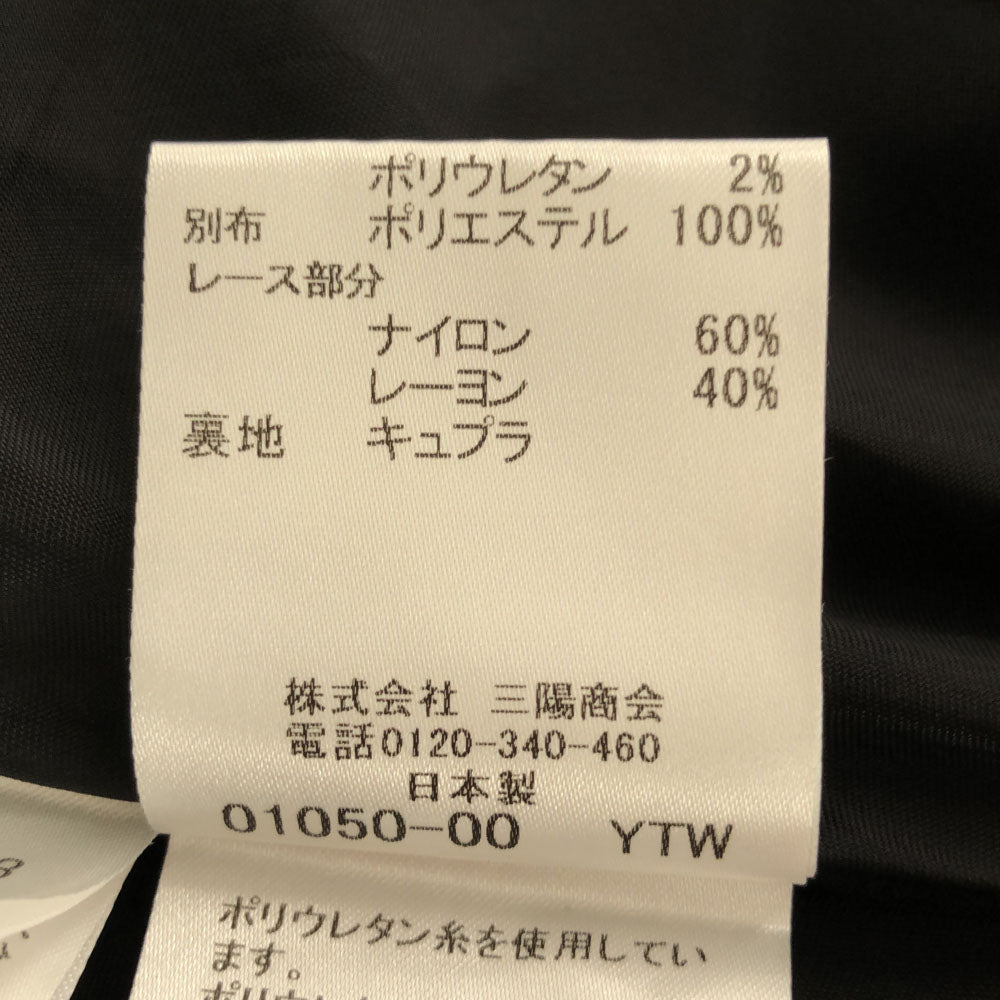 ポリウレタン 2%
別布 ポリエステル 100%
レース部分
ナイロン 60%
レーヨン 40%
裏地 キュプラ
株式会社 三陽商会
電話0120-340-460
日本製
01050-00 YTW
ポリウレタン糸を使用してい
ます。